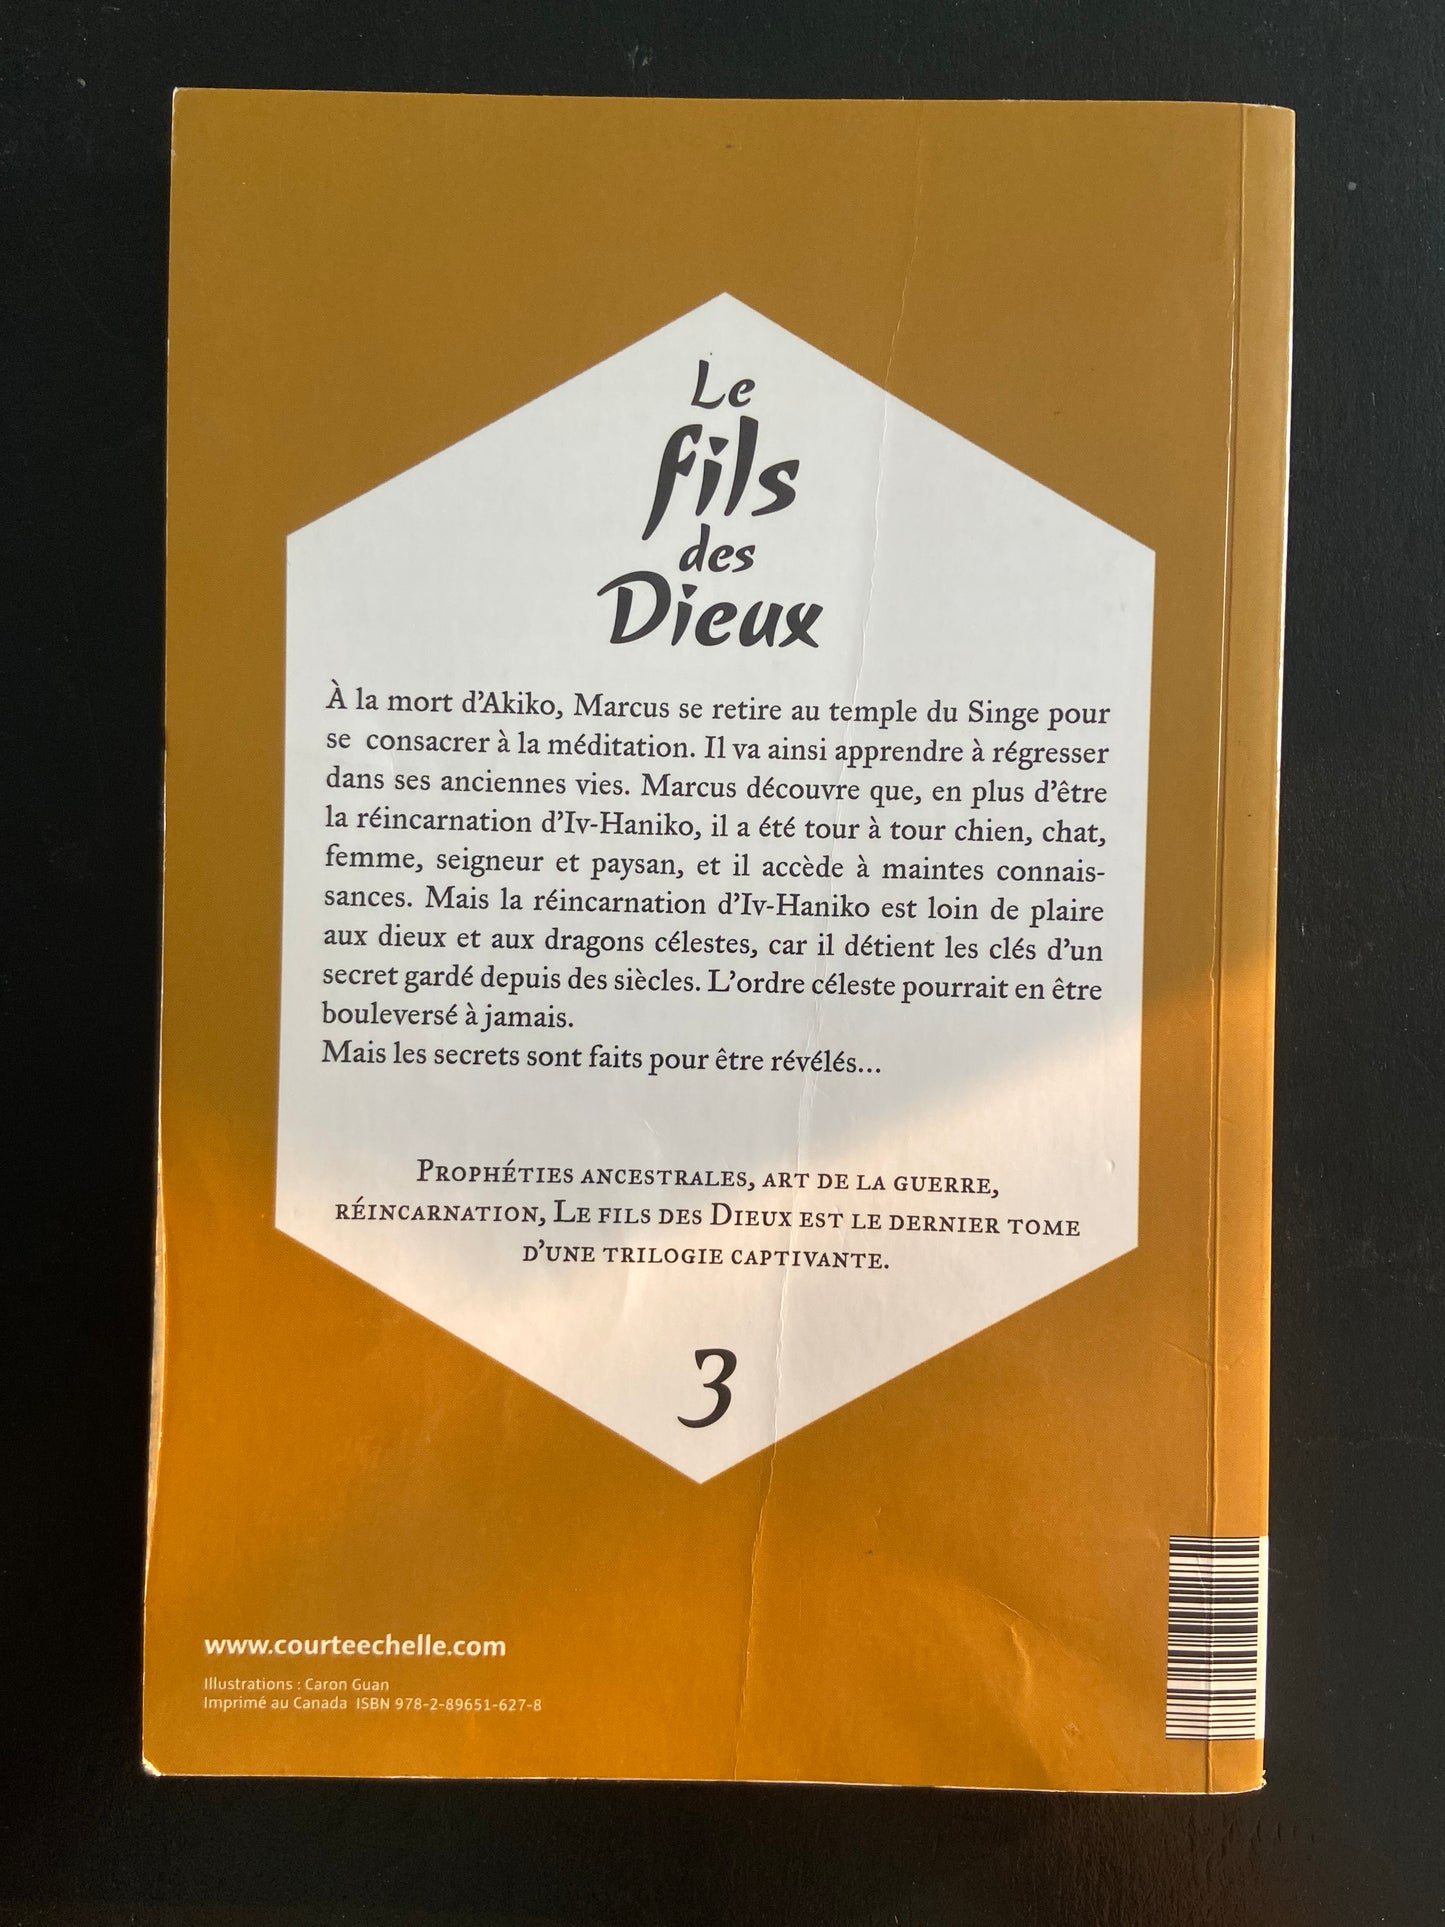 Le
fils
des
Dieux
À la mort d'Akiko, Marcus se retire au temple du Singe pour
se consacrer à la méditation. Il va ainsi apprendre à régresser
dans ses anciennes vies. Marcus découvre que, en plus d'être
la réincarnation d'Iv-Haniko, il a été tour à tour chien, chat,
femme, seigneur et paysan, et il accède à maintes connais-
sances. Mais la réincarnation d'Iv-Haniko est loin de plaire
aux dieux et aux dragons célestes, car il détient les clés d'un
secret gardé depuis des siècles. L'ordre céleste pourrait en être
bouleversé à jamais.
Mais les secrets sont faits pour être révélés...
Prophéties ancestrales, art de la guerre,
réincarnation, Le fils des Dieux est le dernier tome
d'une trilogie captivante.
3
www.courteechelle.com
Illustrations : Caron Guan
Imprimé au Canada ISBN 978-2-89651-627-8